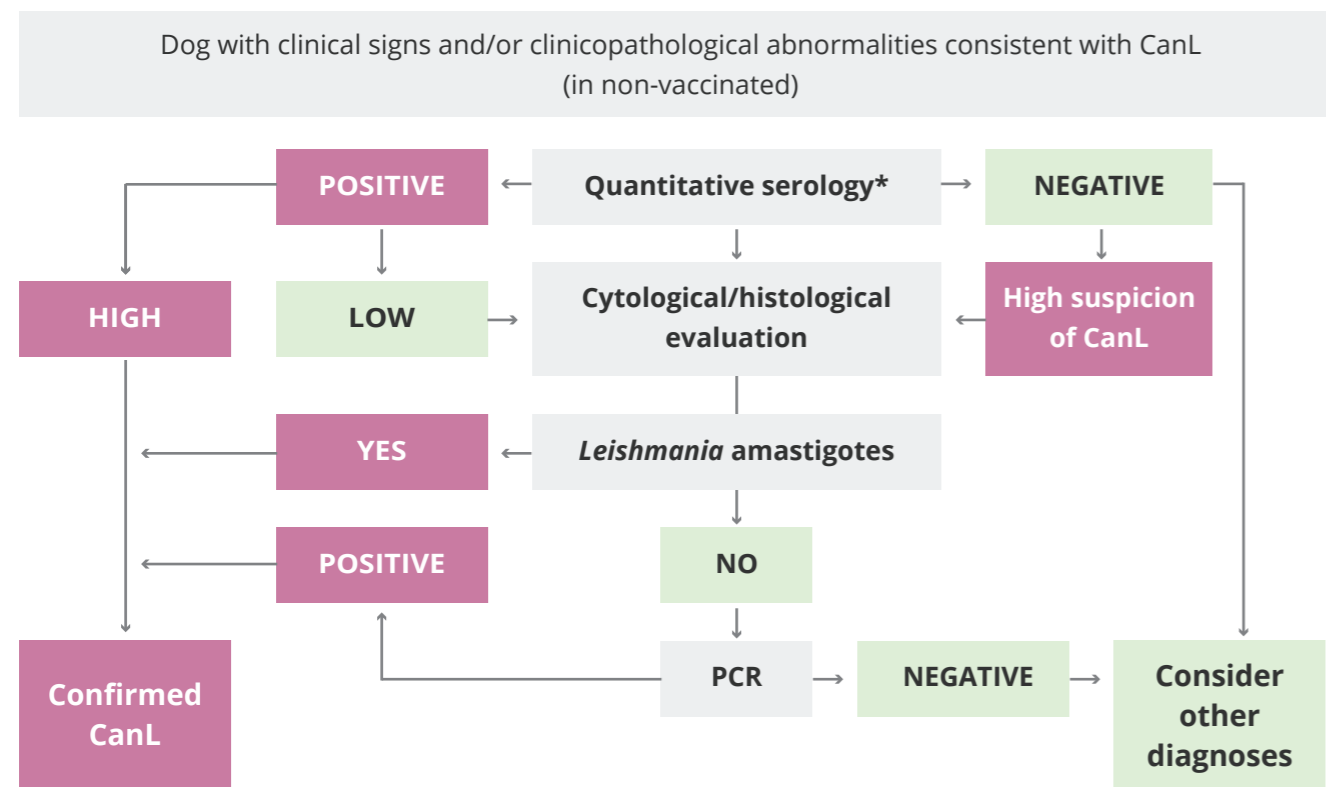 Dog with clinical signs and/or clinicopathological abnormalities consistent with CanL
(in non-vaccinated)
POSITIVE
Quantitative serology*
NEGATIVE
HIGH
LOW
Cytological/histological
evaluation
High suspicion
of CanL
YES
Leishmania amastigotes
POSITIVE
NO
PCR
NEGATIVE
Confirmed
CanL
Consider
other
diagnoses